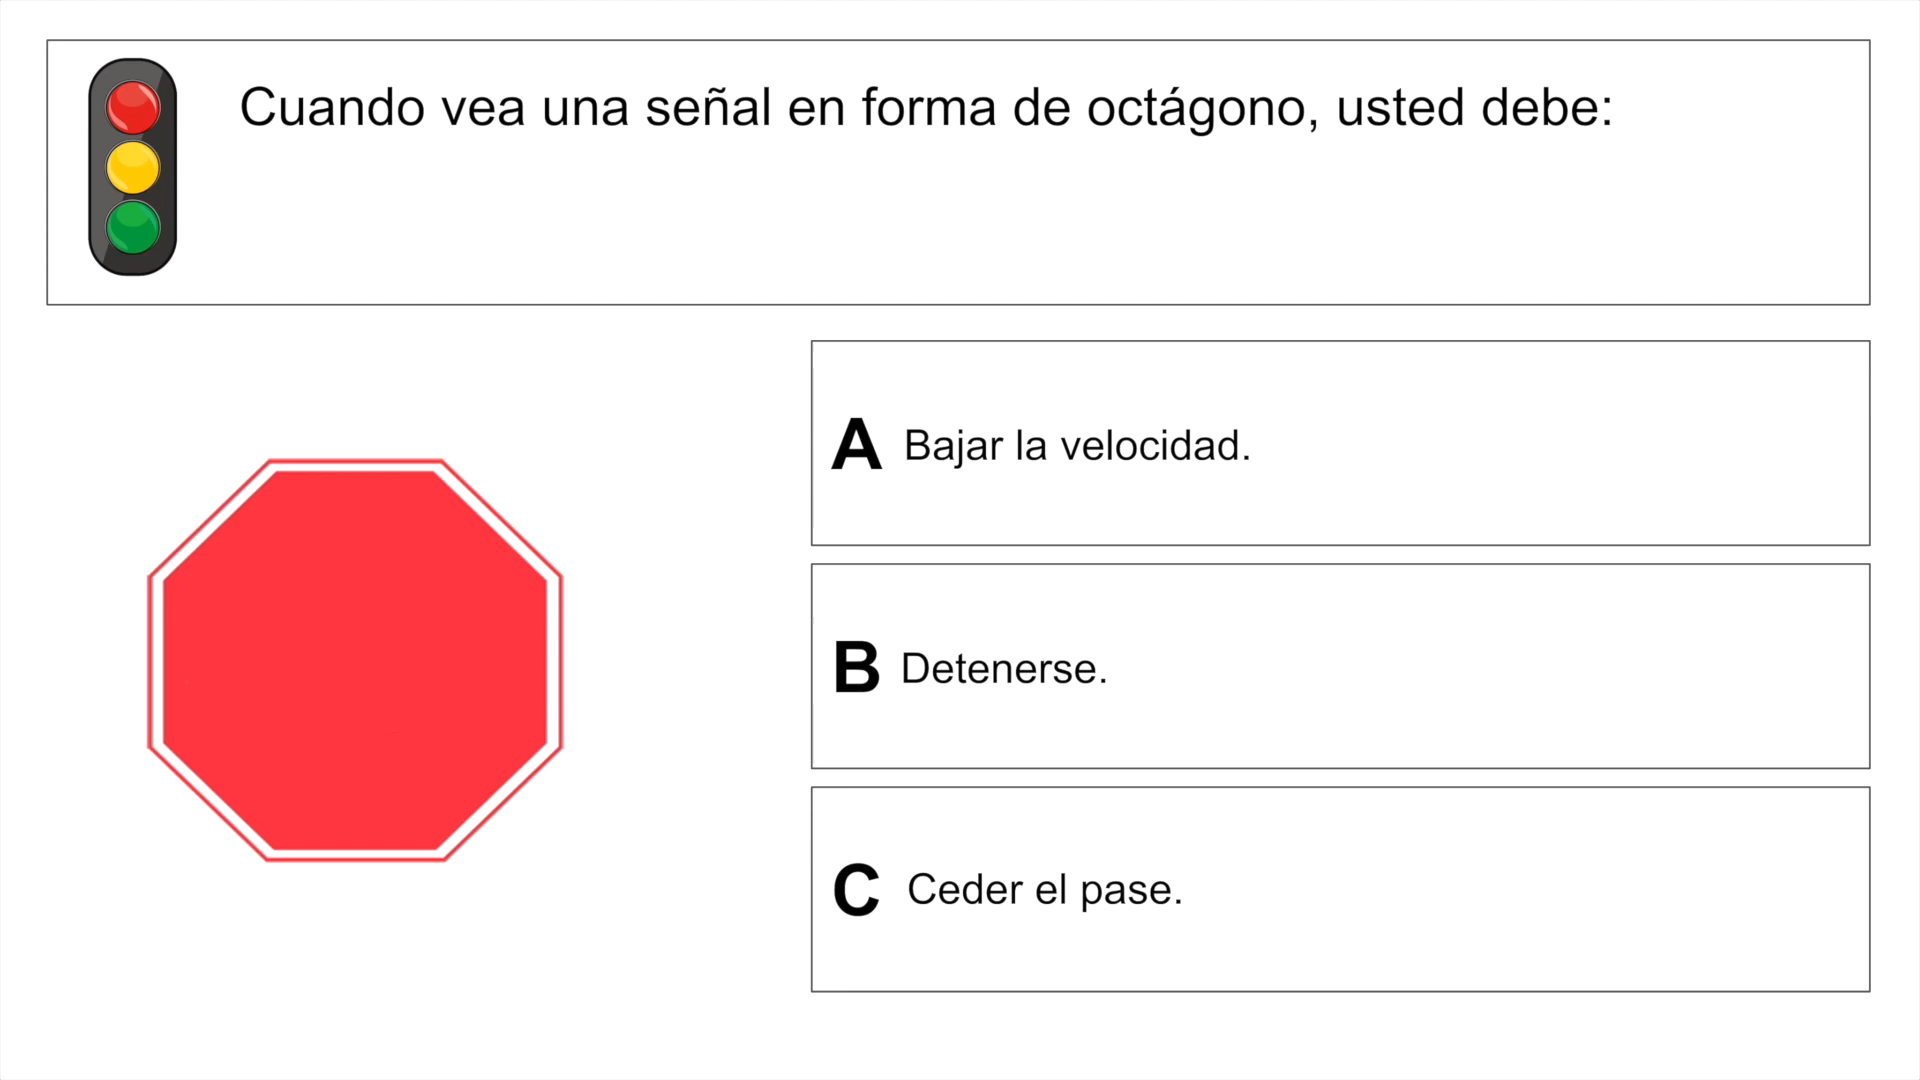 Cuando vea una señal en forma de octágono, usted debe:
A Bajar la velocidad.
B Detenerse.
C Ceder el pase.